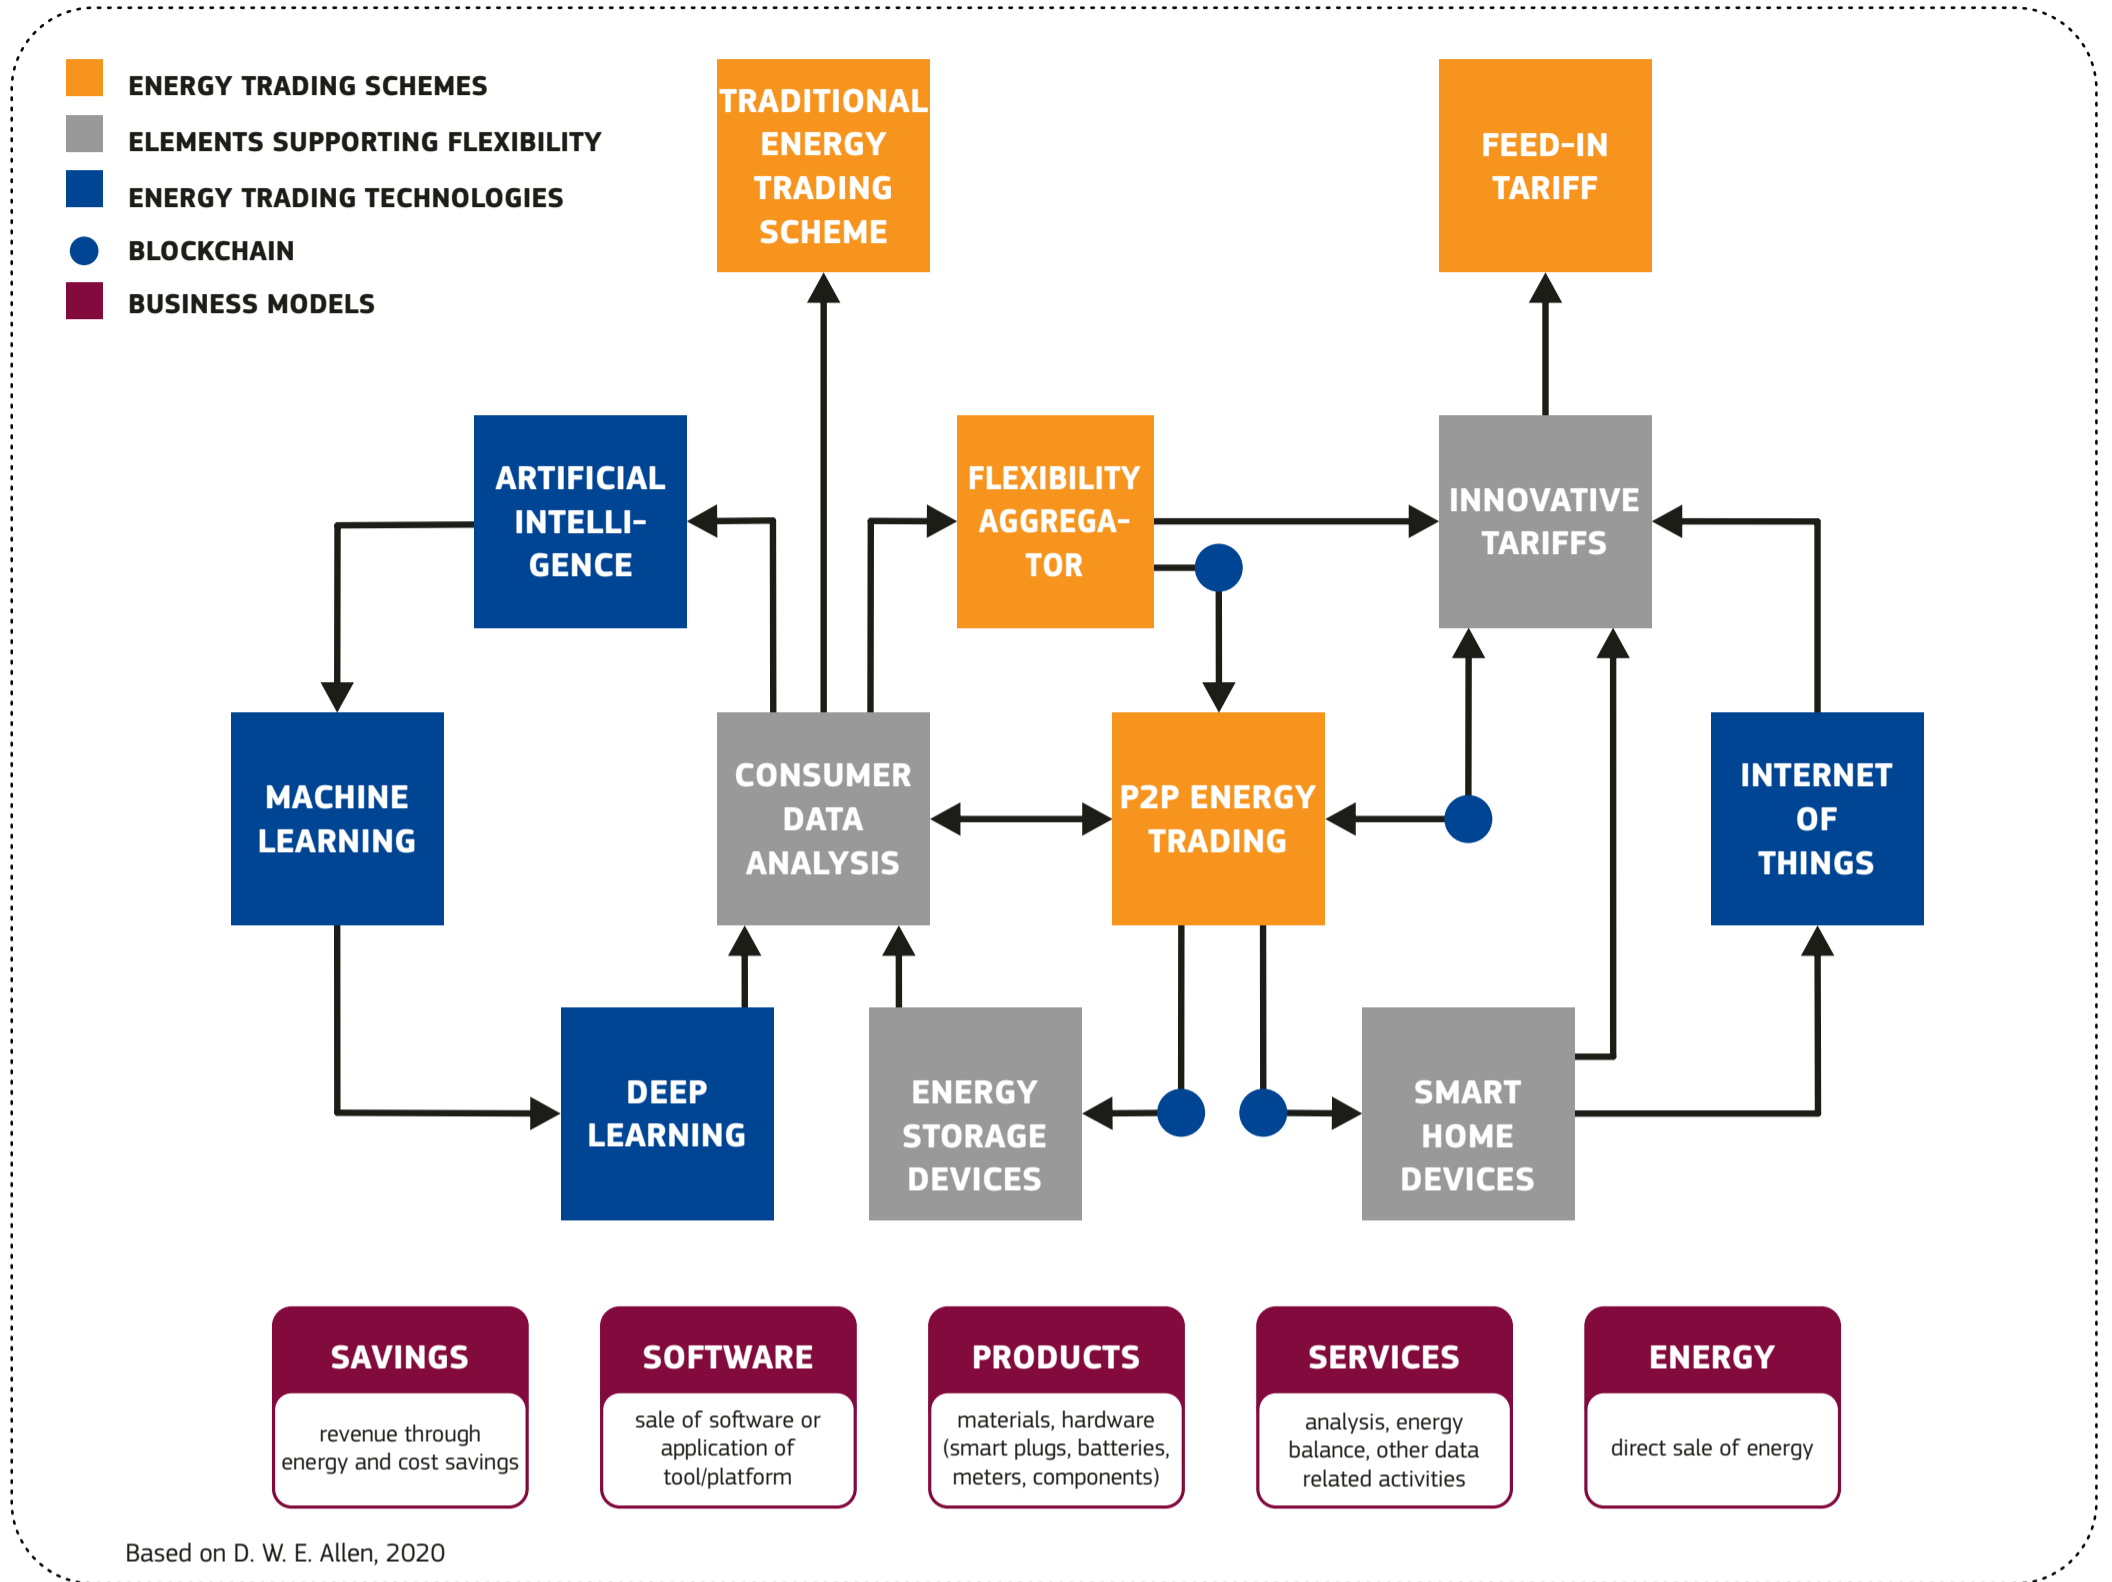 ENERGY TRADING SCHEMES
ELEMENTS SUPPORTING FLEXIBILITY
ENERGY TRADING TECHNOLOGIES
BLOCKCHAIN
BUSINESS MODELS
TRADITIONAL
ENERGY
TRADING
SCHEME
FEED-IN
TARIFF
ARTIFICIAL
INTELLI-
GENCE
FLEXIBILITY
AGGREGA-
TOR
INNOVATIVE
TARIFFS
MACHINE
LEARNING
CONSUMER
DATA
ANALYSIS
P2P ENERGY
TRADING
INTERNET
OF
THINGS
DEEP
LEARNING
ENERGY
STORAGE
DEVICES
SMART
HOME
DEVICES
SAVINGS
revenue through
energy and cost savings
SOFTWARE
sale of software or
application of
tool/platform
PRODUCTS
materials, hardware
(smart plugs, batteries,
meters, components)
SERVICES
analysis, energy
balance, other data
related activities
ENERGY
direct sale of energy
Based on D. W. E. Allen, 2020